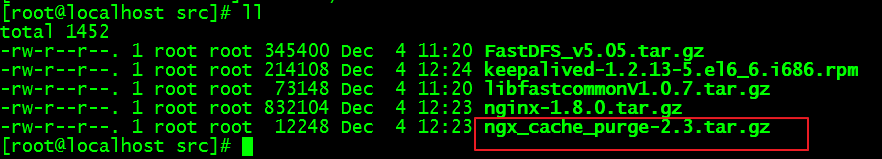 [root@localhost src]# ll
total 1452
-rw-r--r--. 1 root root 345400 Dec  4 11:20 FastDFS_v5.05.tar.gz
-rw-r--r--. 1 root root 214108 Dec  4 12:24 keepalived-1.2.13-5.el6_6.i686.rpm
-rw-r--r--. 1 root root  73148 Dec  4 11:20 libfastcommonV1.0.7.tar.gz
-rw-r--r--. 1 root root 832104 Dec  4 12:23 nginx-1.8.0.tar.gz
-rw-r--r--. 1 root root  12248 Dec  4 12:23 ngx_cache_purge-2.3.tar.gz
[root@localhost src]#